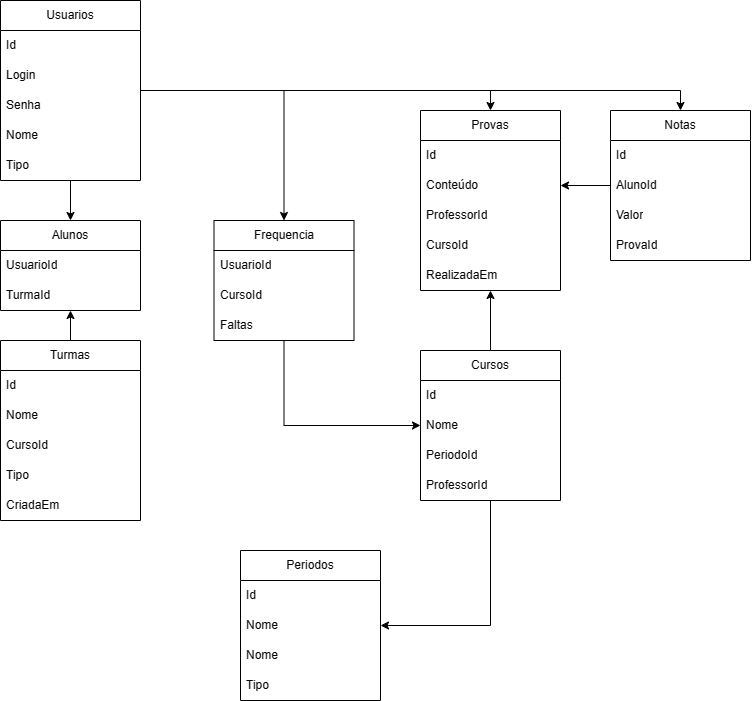 Usuarios
Id
Login
Senha
Nome
Tipo
Alunos
UsuarioId
TurmaId
Turmas
Id
Nome
CursoId
Tipo
CriadaEm
Frequencia
UsuarioId
CursoId
Faltas
Provas
Id
Conteúdo
ProfessorId
CursoId
RealizadaEm
Notas
Id
AlunoId
Valor
ProvaId
Cursos
Id
Nome
PeriodoId
ProfessorId
Periodos
Id
Nome
Nome
Tipo